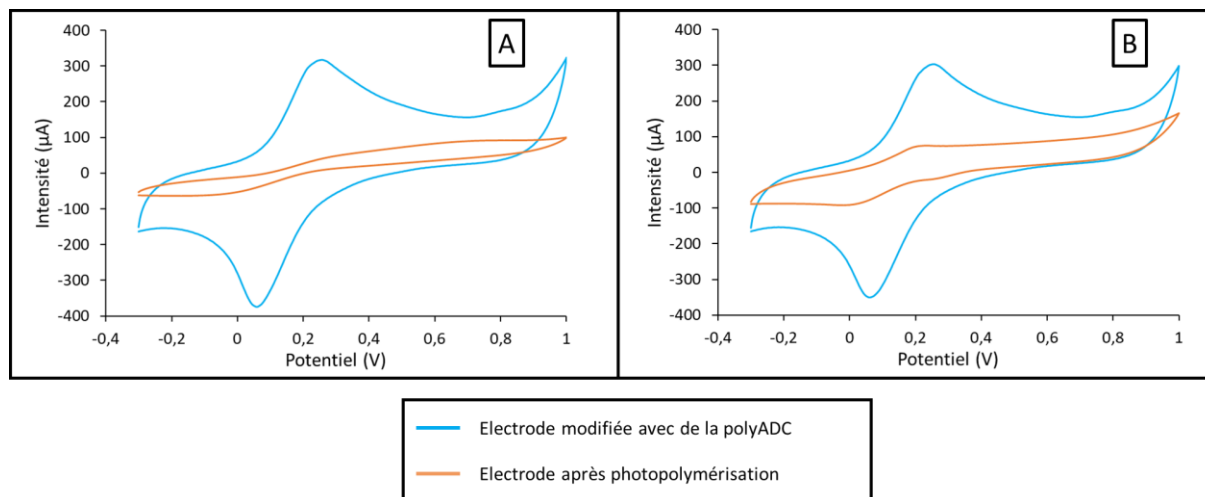 A
400
300
200
100
0
-100
-200
-300
-400
Intensité (µA)
-0,4 -0,2 0 0,2 0,4 0,6 0,8 1
Potentiel (V)
B
400
300
200
100
0
-100
-200
-300
-400
Intensité (µA)
-0,4 -0,2 0 0,2 0,4 0,6 0,8 1
Potentiel (V)
Electrode modifiée avec de la polyADC
Electrode après photopolymérisation